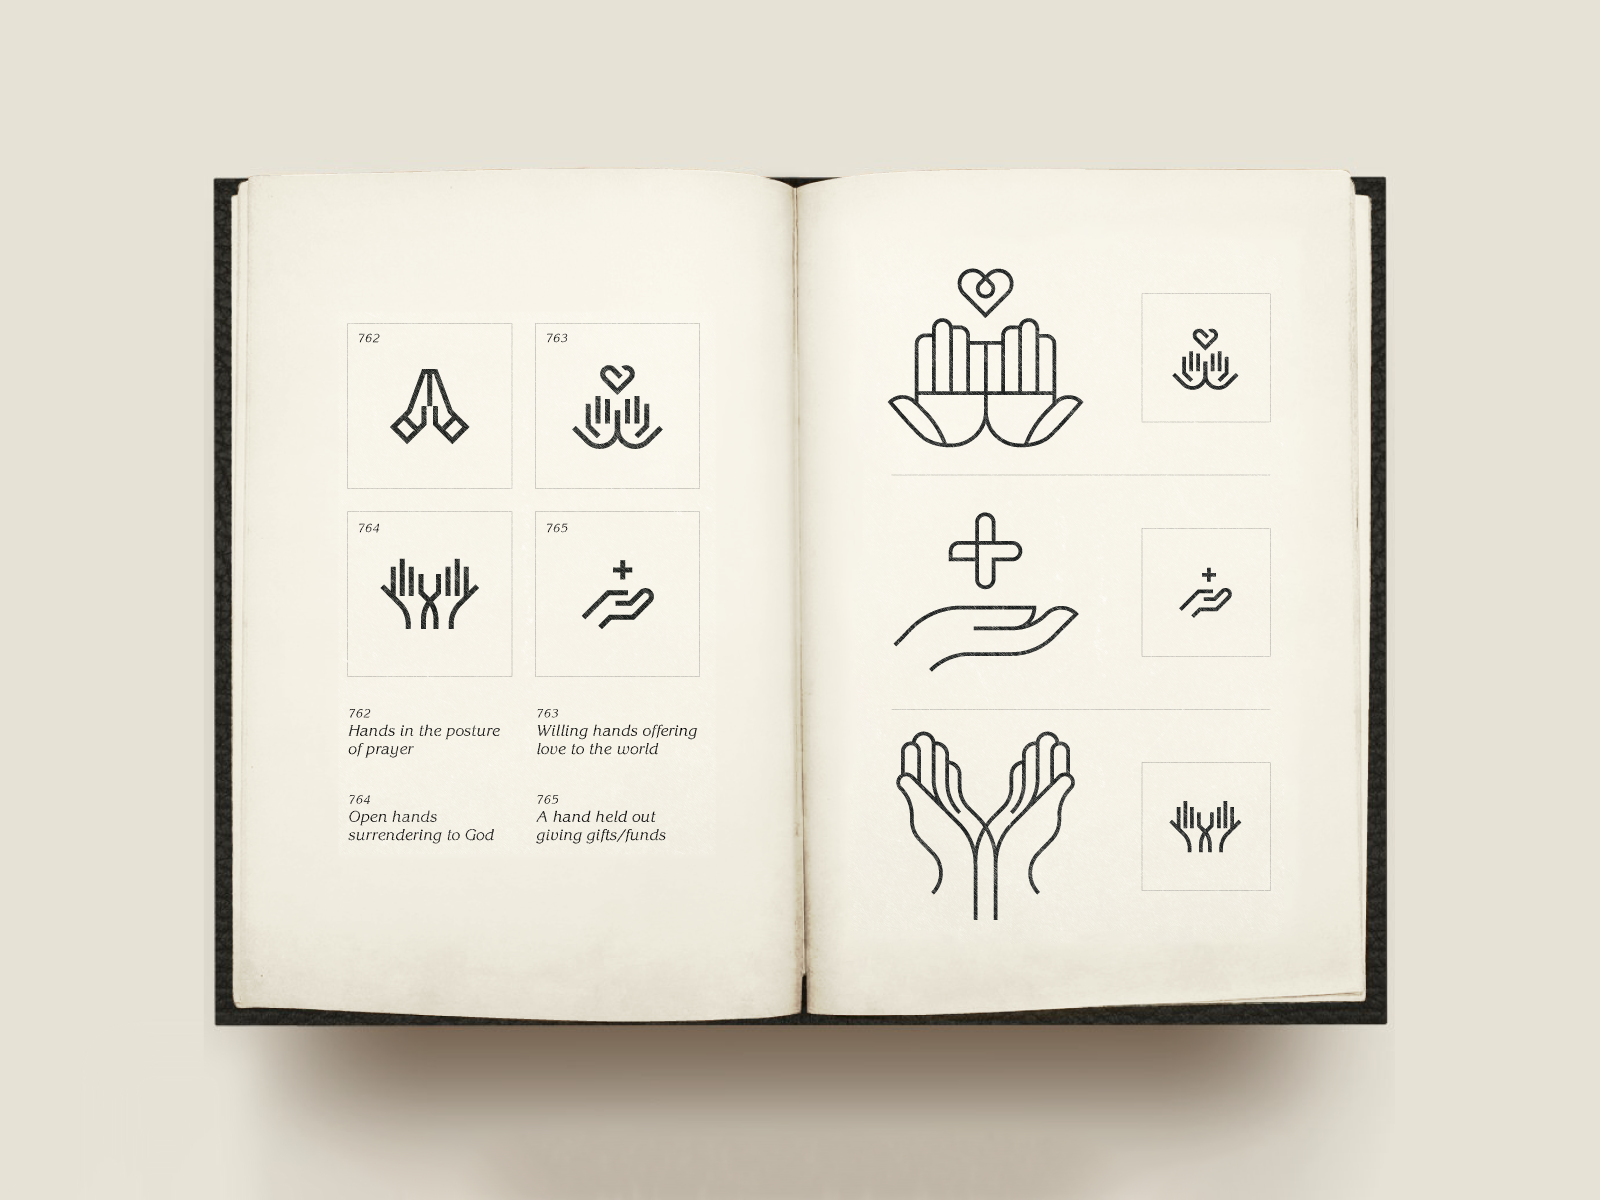 762
763
764
765
762
Hands in the posture
of prayer
763
Willing hands offering
love to the world
764
Open hands
surrendering to God
765
A hand held out
giving gifts/funds